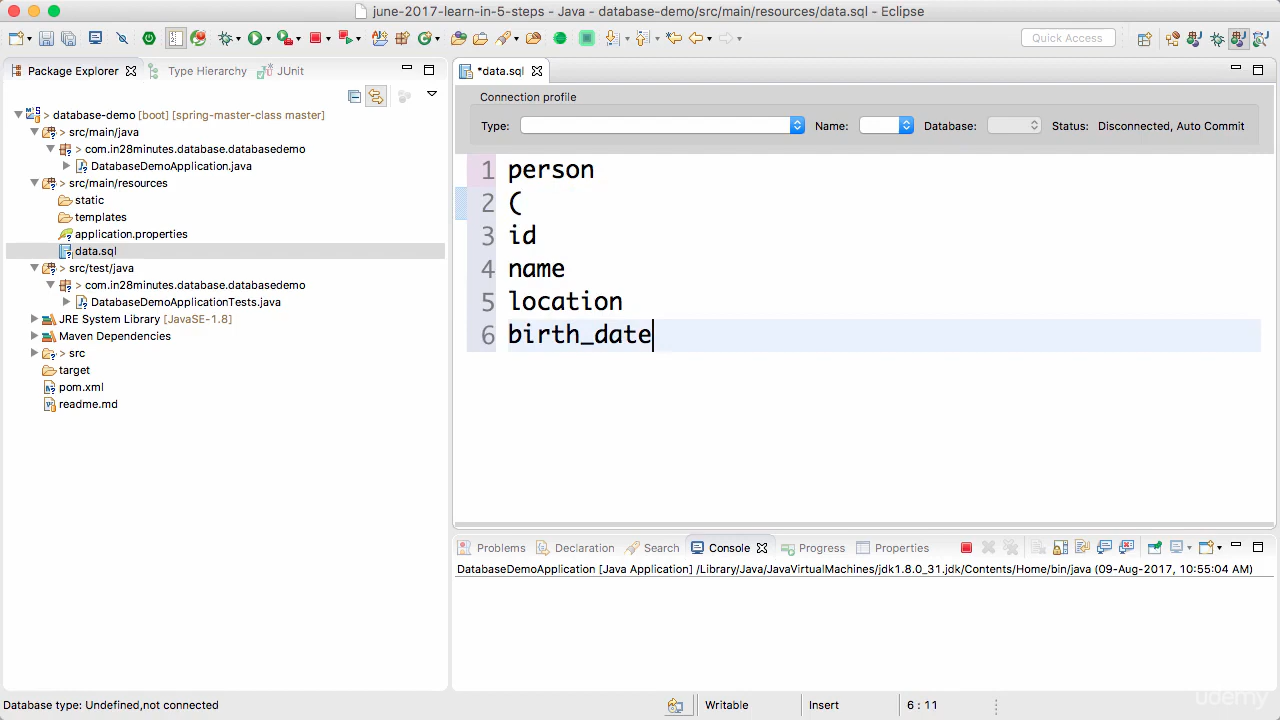 june-2017-learn-in-5-steps - Java - database-demo/src/main/resources/data.sql - Eclipse
Quick Access
Package Explorer
Type Hierarchy
JUnit
> database-demo [boot] [spring-master-class master]
> src/main/java
> com.in28minutes.database.databasedemo
DatabaseDemoApplication.java
> src/main/resources
static
templates
application.properties
data.sql
> src/test/java
> com.in28minutes.database.databasedemo
DatabaseDemoApplicationTests.java
JRE System Library [JavaSE-1.8]
Maven Dependencies
> src
target
pom.xml
readme.md
*data.sql
Connection profile
Type:
Name:
Database:
Status: Disconnected, Auto Commit
1 person
2 (
3 id
4 name
5 location
6 birth_date
Problems
Declaration
Search
Console
Progress
Properties
DatabaseDemoApplication [Java Application] /Library/Java/JavaVirtualMachines/jdk1.8.0_31.jdk/Contents/Home/bin/java (09-Aug-2017, 10:55:04 AM)
Database type: Undefined,not connected
Writable
Insert
6 : 11
udemy